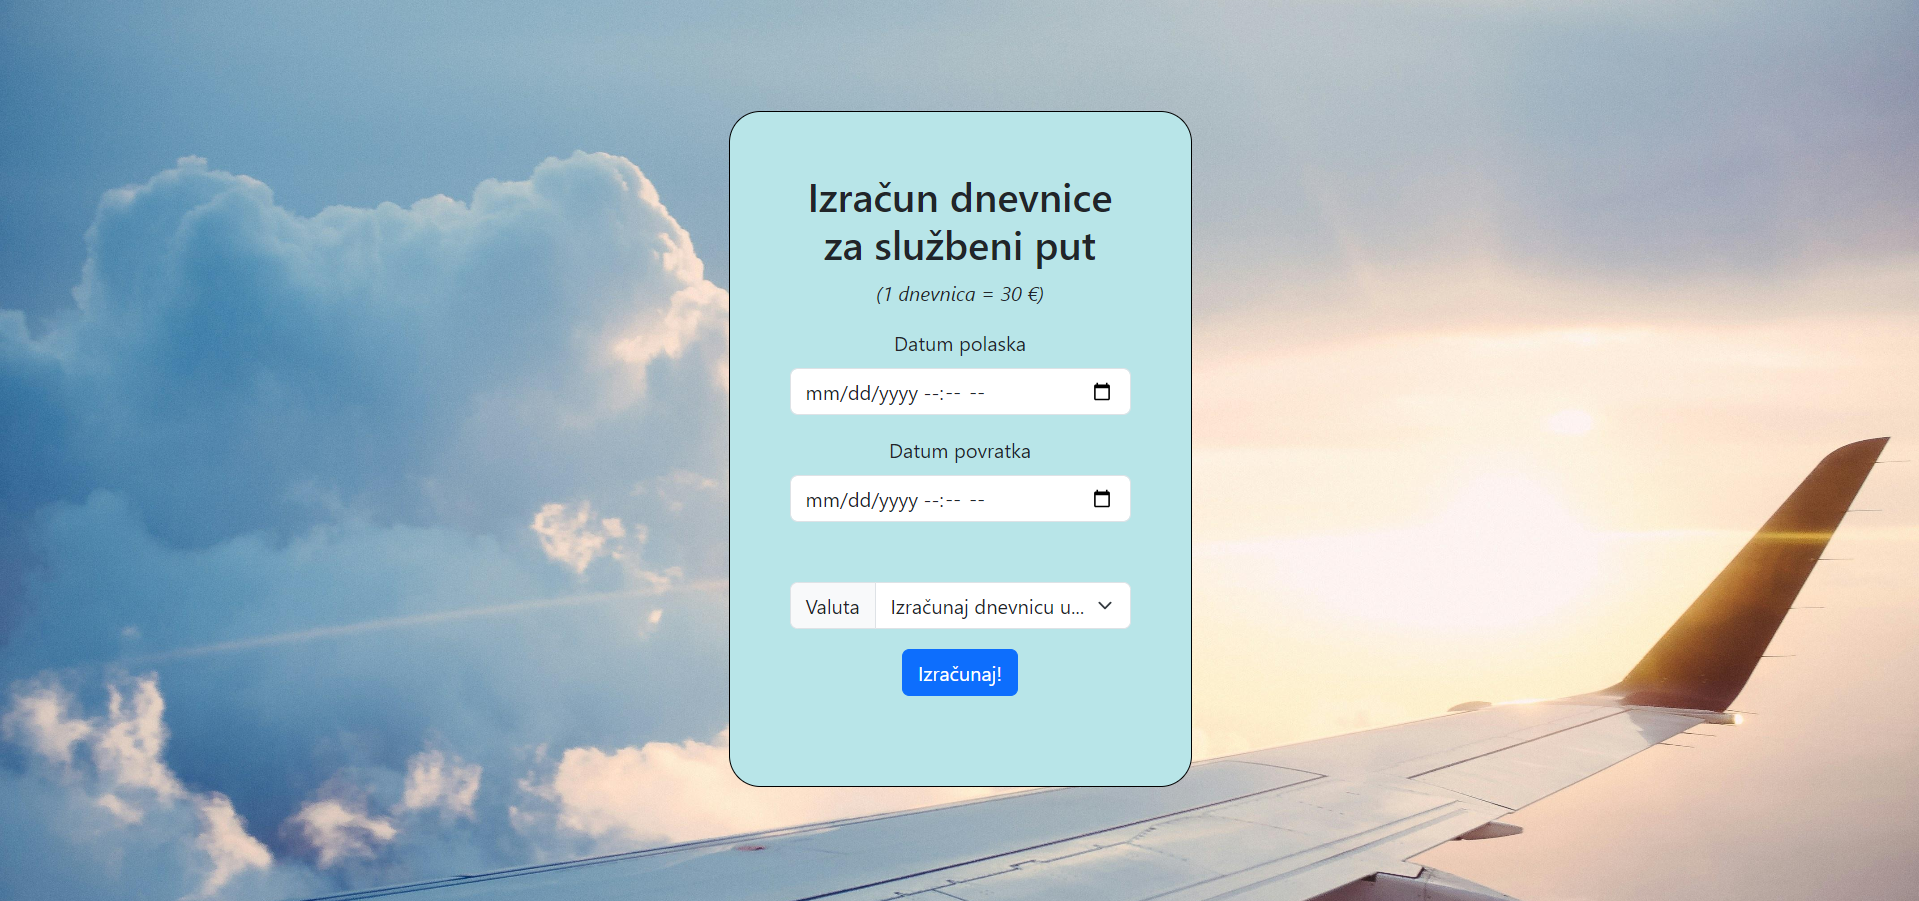 Izračun dnevnice
za službeni put
(1 dnevnica = 30 €)
Datum polaska
mm/dd/yyyy --:-- --
Datum povratka
mm/dd/yyyy --:-- --
Valuta Izračunaj dnevnicu u...
Izračunaj!